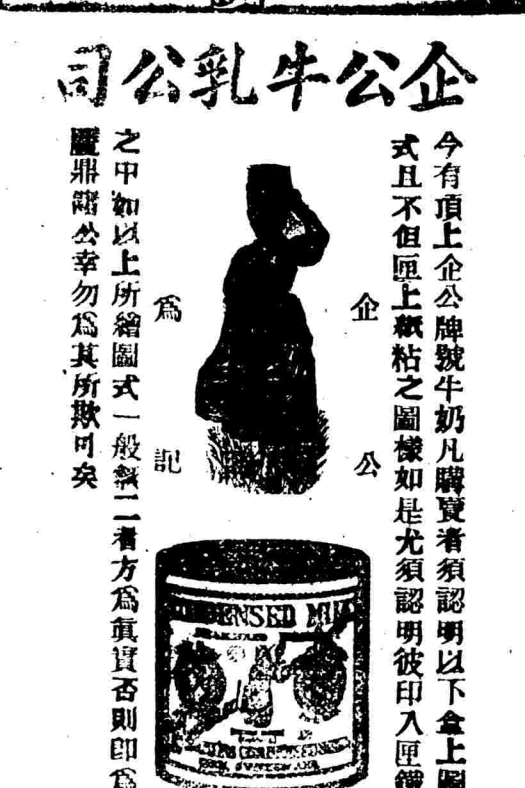 企公牛乳公司
今有頂上企公牌號牛奶凡購買者須認明以下盒上圖
式且不但匣上紙粘之圖樣如是尤須認明彼印入匣鐵
企公
為記
之中如以上所繪圖式一般無二者方為真實否則即為
鼎諸公幸勿為其所欺可矣
CONDENSED MILK